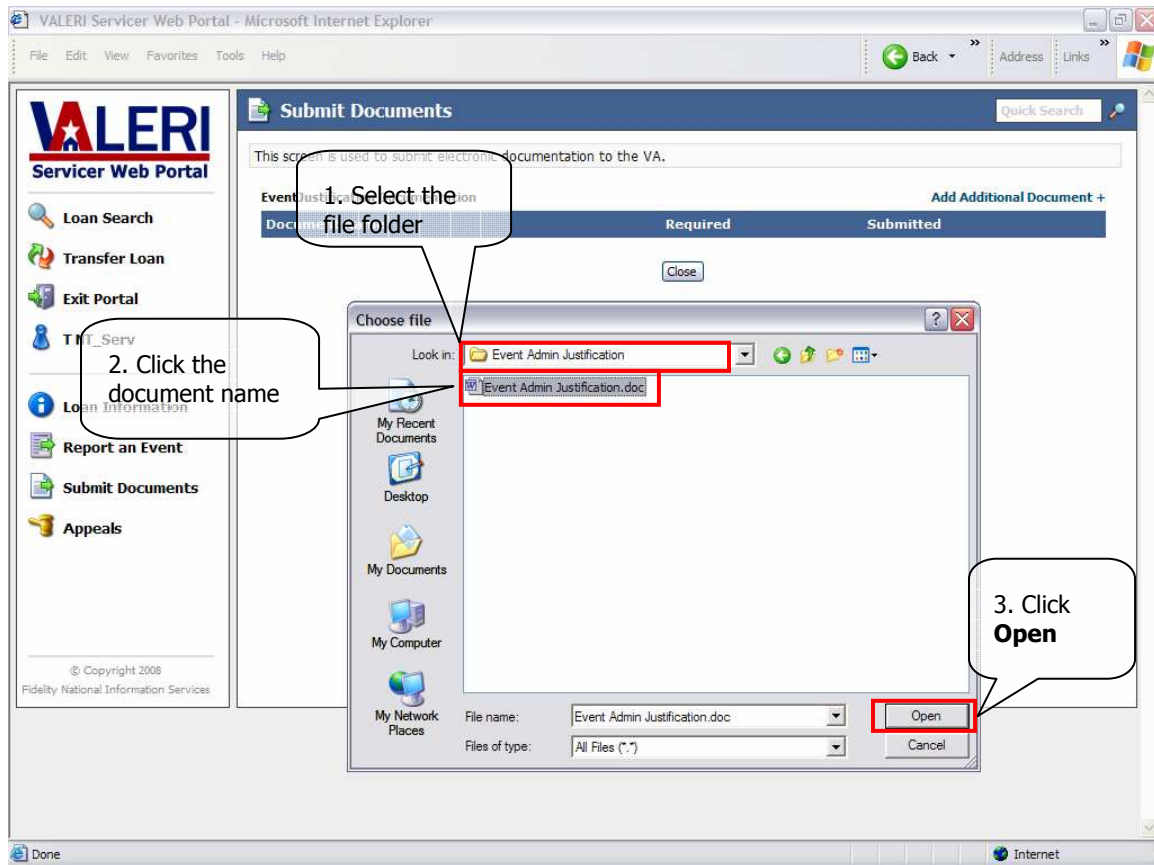 VALERI Servicer Web Portal - Microsoft Internet Explorer
File Edit View Favorites Tools Help
Back
Address
Links
VALERI
Servicer Web Portal
Loan Search
Transfer Loan
Exit Portal
TNT_Serv
Loan Information
Report an Event
Submit Documents
Appeals
© Copyright 2008
Fidelity National Information Services
Submit Documents
Quick Search
This screen is used to submit electronic documentation to the VA.
Add Additional Document +
Required
Submitted
Close
1. Select the
file folder
2. Click the
document name
3. Click
Open
Choose file
Look in:
Event Admin Justification
Event Admin Justification.doc
My Recent
Documents
Desktop
My Documents
My Computer
My Network
Places
File name:
Event Admin Justification.doc
Open
Files of type:
All Files (*.*)
Cancel
Done
Internet